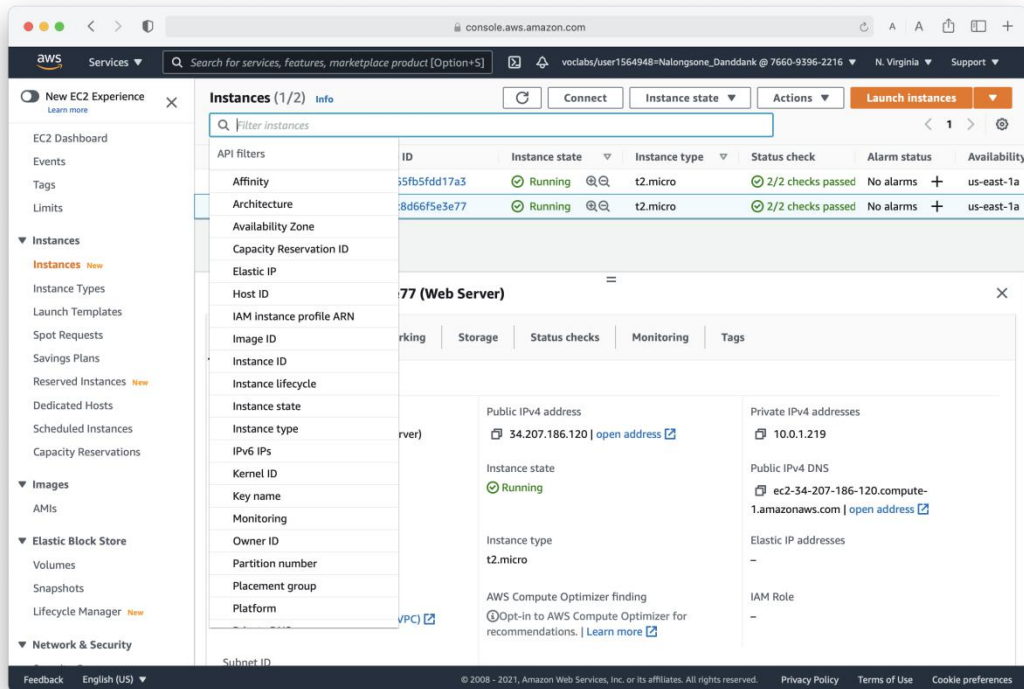 console.aws.amazon.com
A A
aws Services Search for services, features, marketplace product [Option+S] voclabs/user1564948=Nalongsone_Danddank @ 7660-9396-2216 N. Virginia Support
New EC2 Experience
Learn more
EC2 Dashboard
Events
Tags
Limits
Instances
Instances New
Instance Types
Launch Templates
Spot Requests
Savings Plans
Reserved Instances New
Dedicated Hosts
Scheduled Instances
Capacity Reservations
Images
AMIs
Elastic Block Store
Volumes
Snapshots
Lifecycle Manager New
Network & Security
Instances (1/2) Info
Connect Instance state Actions Launch instances
Filter instances
1
API filters
Affinity
Architecture
Availability Zone
Capacity Reservation ID
Elastic IP
Host ID
IAM instance profile ARN
Image ID
Instance ID
Instance lifecycle
Instance state
Instance type
IPv6 IPs
Kernel ID
Key name
Monitoring
Owner ID
Partition number
Placement group
Platform
ID Instance state Instance type Status check Alarm status Availability
55fb5fdd17a3 Running t2.micro 2/2 checks passed No alarms + us-east-1a
8d66f5e3e77 Running t2.micro 2/2 checks passed No alarms + us-east-1a
77 (Web Server)
rking Storage Status checks Monitoring Tags
rver)
Public IPv4 address
34.207.186.120 | open address
Private IPv4 addresses
10.0.1.219
Instance state
Running
Public IPv4 DNS
ec2-34-207-186-120.compute-
1.amazonaws.com | open address
Instance type
t2.micro
Elastic IP addresses
–
VPC)
AWS Compute Optimizer finding
Opt-in to AWS Compute Optimizer for
recommendations. | Learn more
IAM Role
–
Subnet ID
Feedback English (US) © 2008 - 2021, Amazon Web Services, Inc. or its affiliates. All rights reserved. Privacy Policy Terms of Use Cookie preferences